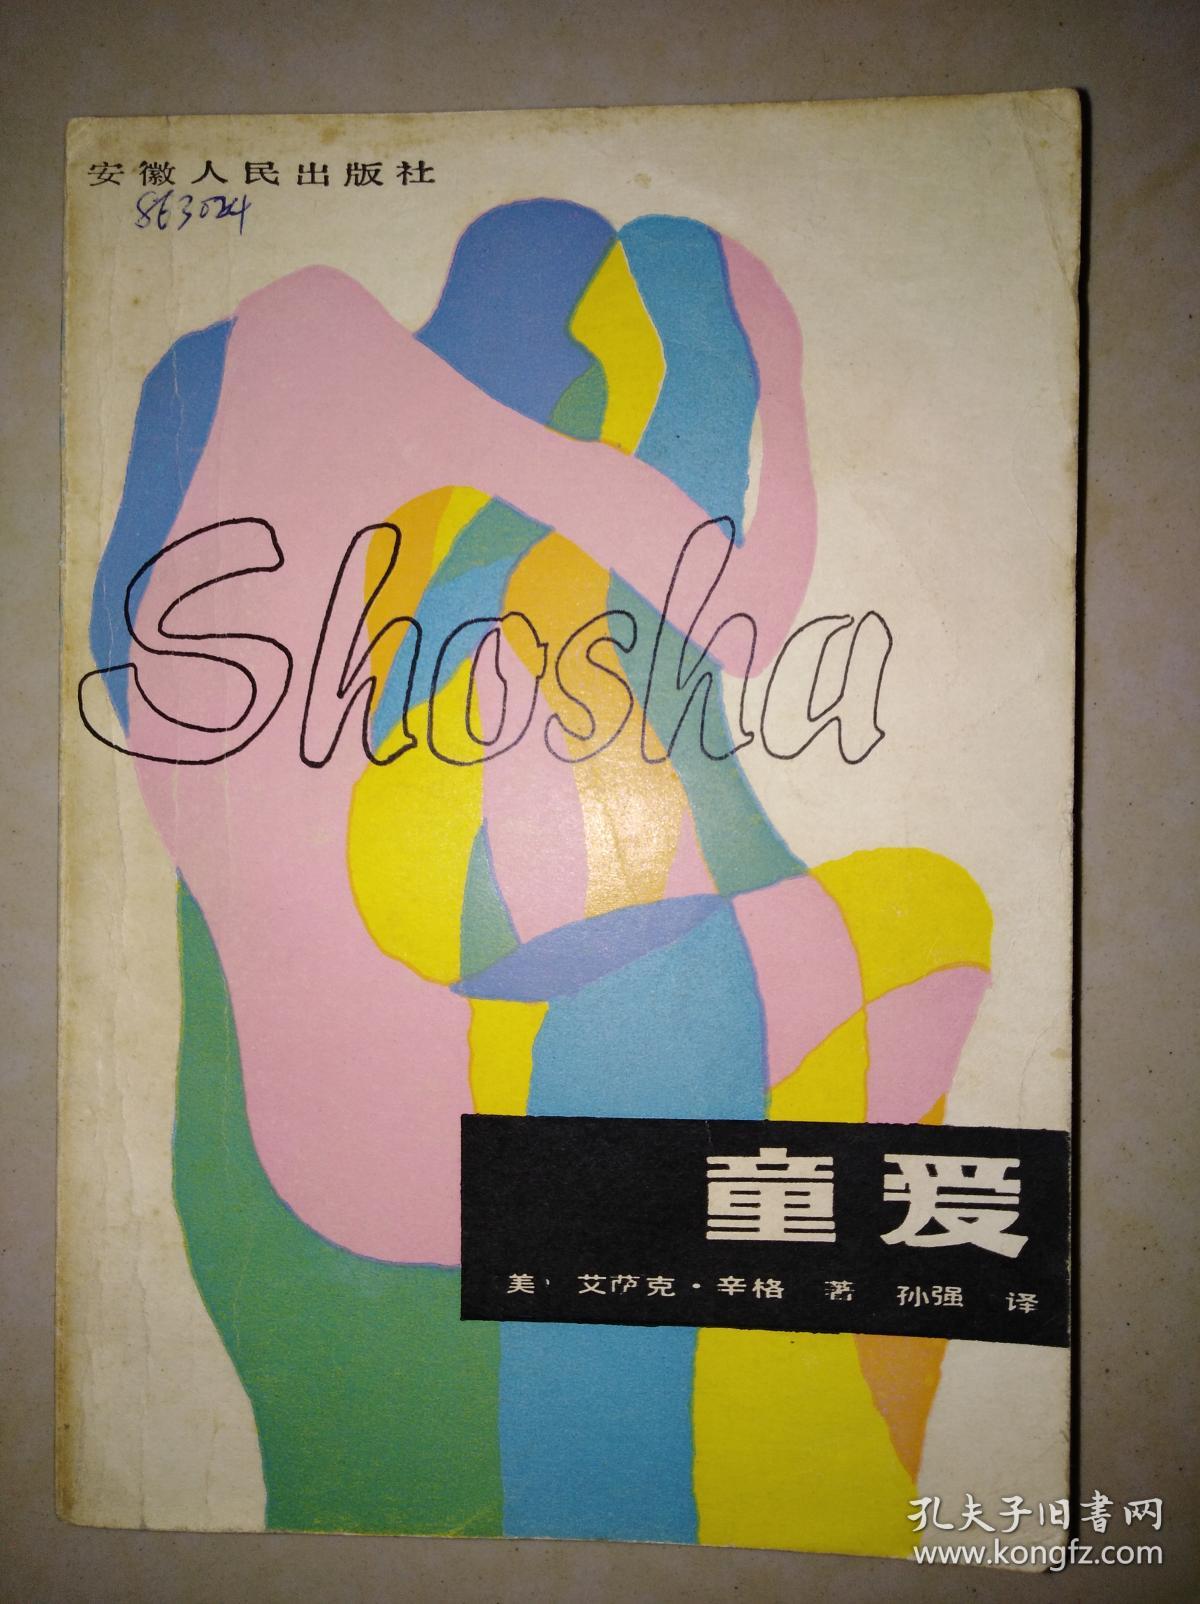 安徽人民出版社
863024
Shosha
童爱
美 艾萨克·辛格 著 孙强 译
孔夫子旧书网
www.kongfz.com